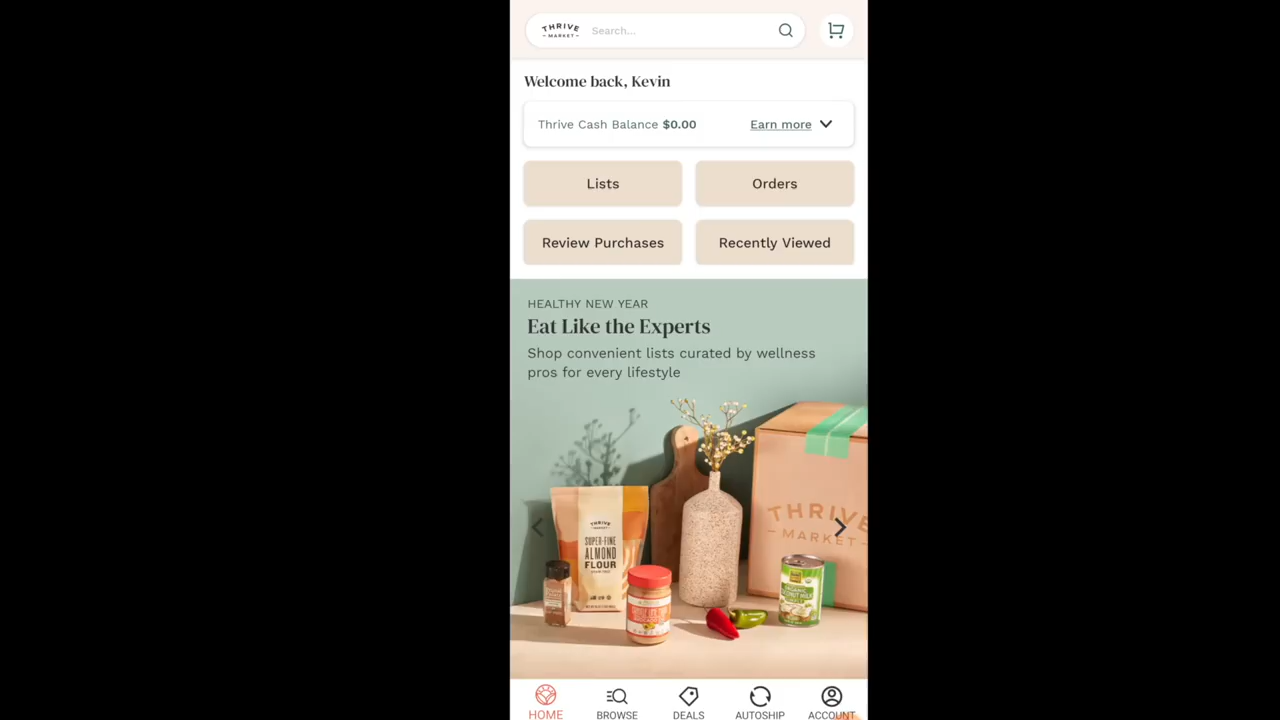 THRIVE
MARKET
Search...
Welcome back, Kevin
Thrive Cash Balance $0.00
Earn more
Lists
Orders
Review Purchases
Recently Viewed
HEALTHY NEW YEAR
Eat Like the Experts
Shop convenient lists curated by wellness
pros for every lifestyle
THRIVE
MARKET
THRIVE
MARKET
SUPER-FINE
ALMOND
FLOUR
ORGANIC
HOME
BROWSE
DEALS
AUTOSHIP
ACCOUNT